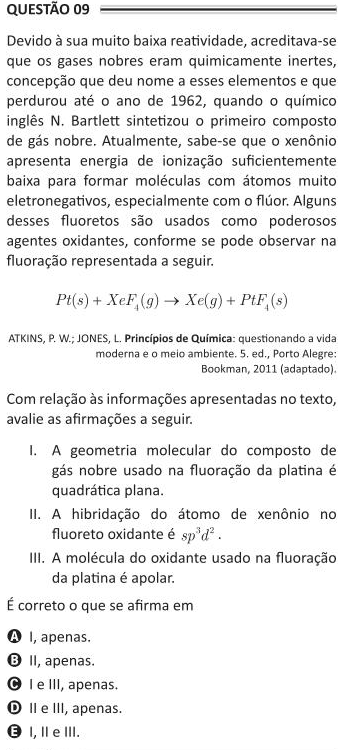 QUESTÃO 09
Devido à sua muito baixa reatividade, acreditava-se
que os gases nobres eram quimicamente inertes,
concepção que deu nome a esses elementos e que
perdurou até o ano de 1962, quando o químico
inglês N. Bartlett sintetizou o primeiro composto
de gás nobre. Atualmente, sabe-se que o xenônio
apresenta energia de ionização suficientemente
baixa para formar moléculas com átomos muito
eletronegativos, especialmente com o flúor. Alguns
desses fluoretos são usados como poderosos
agentes oxidantes, conforme se pode observar na
fluoração representada a seguir.
Pt(s) + XeF₄(g) → Xe(g) + PtF₄(s)
ATKINS, P. W.; JONES, L. Princípios de Química: questionando a vida
moderna e o meio ambiente. 5. ed., Porto Alegre:
Bookman, 2011 (adaptado).
Com relação às informações apresentadas no texto,
avalie as afirmações a seguir.
I. A geometria molecular do composto de
gás nobre usado na fluoração da platina é
quadrática plana.
II. A hibridação do átomo de xenônio no
fluoreto oxidante é sp³d².
III. A molécula do oxidante usado na fluoração
da platina é apolar.
É correto o que se afirma em
A I, apenas.
B II, apenas.
C I e III, apenas.
D II e III, apenas.
E I, II e III.